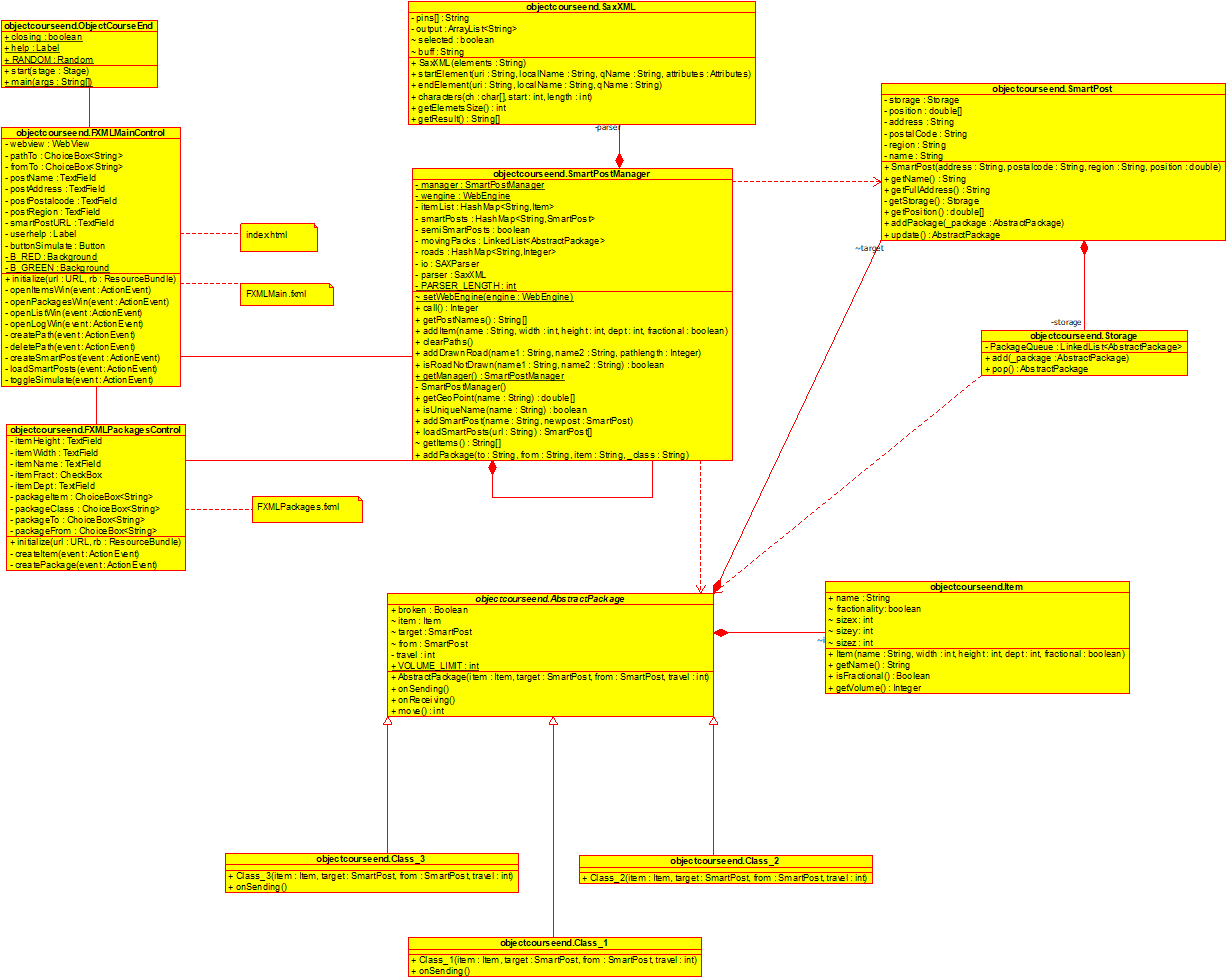 objectcourseend.ObjectCourseEnd
+ closing : boolean
+ help : Label
+ RANDOM : Random
+ start(stage : Stage)
+ main(args : String[])
objectcourseend.SaxXML
- pins[] : String
- output : ArrayList<String>
~ selected : boolean
~ buff : String
+ SaxXML(elements : String)
+ startElement(uri : String, localName : String, qName : String, attributes : Attributes)
+ endElement(uri : String, localName : String, qName : String)
+ characters(ch : char[], start : int, length : int)
+ getElemetsSize() : int
+ getResult() : String[]
-parser
objectcourseend.SmartPost
- storage : Storage
- position : double[]
- address : String
- postalCode : String
- region : String
- name : String
+ SmartPost(address : String, postalcode : String, region : String, position : double)
+ getName() : String
+ getFullAddress() : String
- getStorage() : Storage
+ getPosition() : double[]
+ addPackage(_package : AbstractPackage)
+ update() : AbstractPackage
~target
-storage
objectcourseend.FXMLMainControl
- webview : WebView
- pathTo : ChoiceBox<String>
- fromTo : ChoiceBox<String>
- postName : TextField
- postAddress : TextField
- postPostalcode : TextField
- postRegion : TextField
- smartPostURL : TextField
- userhelp : Label
- buttonSimulate : Button
- B_RED : Background
- B_GREEN : Background
+ initialize(url : URL, rb : ResourceBundle)
- openItemsWin(event : ActionEvent)
- openPackagesWin(event : ActionEvent)
- openListWin(event : ActionEvent)
- openLogWin(event : ActionEvent)
- createPath(event : ActionEvent)
- deletePath(event : ActionEvent)
- createSmartPost(event : ActionEvent)
- loadSmartPosts(event : ActionEvent)
- toggleSimulate(event : ActionEvent)
index.html
FXMLMain.fxml
objectcourseend.SmartPostManager
- manager : SmartPostManager
- wengine : WebEngine
- itemList : HashMap<String,Item>
- smartPosts : HashMap<String,SmartPost>
- semiSmartPosts : boolean
- movingPacks : LinkedList<AbstractPackage>
- roads : HashMap<String,Integer>
- io : SAXParser
- parser : SaxXML
- PARSER_LENGTH : int
~ setWebEngine(engine : WebEngine)
+ call() : Integer
+ getPostNames() : String[]
+ addItem(name : String, width : int, height : int, dept : int, fractional : boolean)
+ clearPaths()
+ addDrawnRoad(name1 : String, name2 : String, pathlength : Integer)
+ isRoadNotDrawn(name1 : String, name2 : String) : boolean
+ getManager() : SmartPostManager
- SmartPostManager()
+ getGeoPoint(name : String) : double[]
+ isUniqueName(name : String) : boolean
+ addSmartPost(name : String, newpost : SmartPost)
+ loadSmartPosts(url : String) : SmartPost[]
~ getItems() : String[]
+ addPackage(to : String, from : String, item : String, _class : String)
objectcourseend.Storage
- PackageQueue : LinkedList<AbstractPackage>
+ add(_package : AbstractPackage)
+ pop() : AbstractPackage
objectcourseend.FXMLPackagesControl
- itemHeight : TextField
- itemWidth : TextField
- itemName : TextField
- itemFract : CheckBox
- itemDept : TextField
- packageItem : ChoiceBox<String>
- packageClass : ChoiceBox<String>
- packageTo : ChoiceBox<String>
- packageFrom : ChoiceBox<String>
+ initialize(url : URL, rb : ResourceBundle)
- createItem(event : ActionEvent)
- createPackage(event : ActionEvent)
FXMLPackages.fxml
objectcourseend.AbstractPackage
+ broken : Boolean
~ item : Item
~ target : SmartPost
~ from : SmartPost
- travel : int
+ VOLUME_LIMIT : int
+ AbstractPackage(item : Item, target : SmartPost, from : SmartPost, travel : int)
+ onSending()
+ onReceiving()
+ move() : int
objectcourseend.Item
+ name : String
~ fractionality: boolean
~ sizex : int
~ sizey: int
~ sizez : int
+ Item(name : String, width : int, height : int, dept : int, fractional : boolean)
+ getName() : String
+ isFractional() : Boolean
+ getVolume() : Integer
objectcourseend.Class_3
+ Class_3(item : Item, target : SmartPost, from : SmartPost, travel : int)
+ onSending()
objectcourseend.Class_2
+ Class_2(item : Item, target : SmartPost, from : SmartPost, travel : int)
objectcourseend.Class_1
+ Class_1(item : Item, target : SmartPost, from : SmartPost, travel : int)
+ onSending()